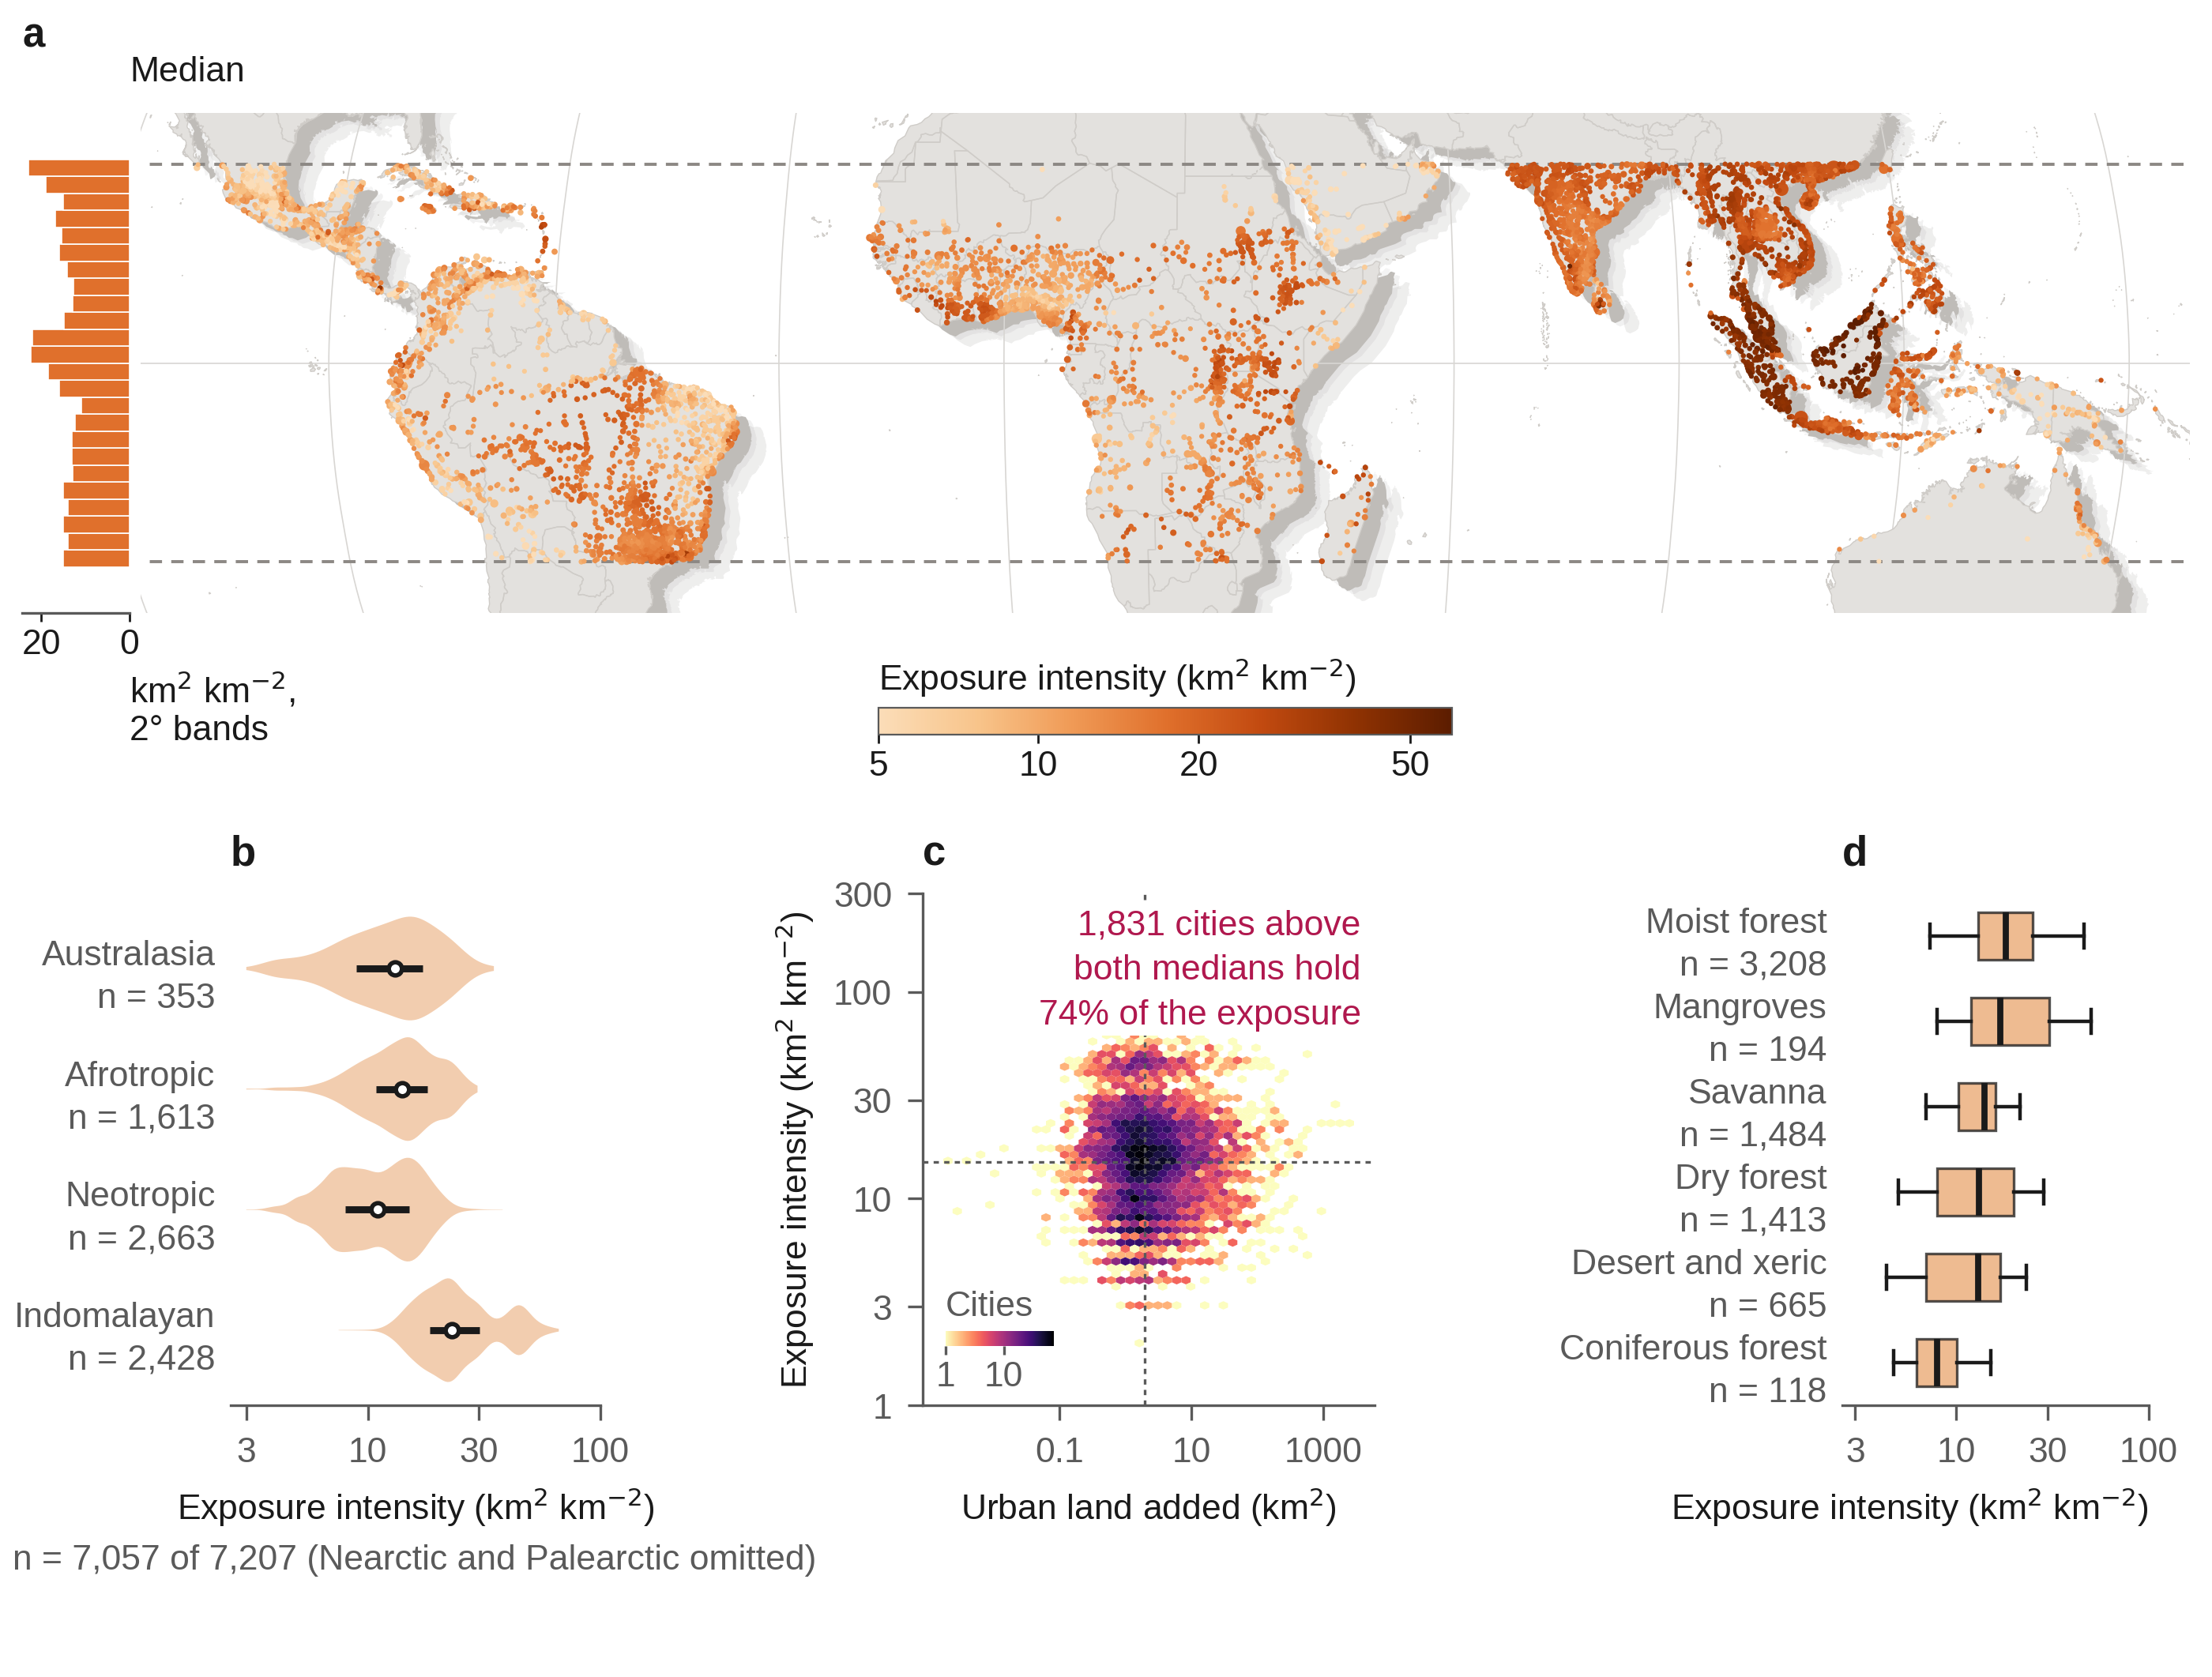 a
Median
20 0
km² km⁻²,
2° bands
Exposure intensity (km² km⁻²)
5 10 20 50
b
Australasia
n = 353
Afrotropic
n = 1,613
Neotropic
n = 2,663
Indomalayan
n = 2,428
3 10 30 100
Exposure intensity (km² km⁻²)
n = 7,057 of 7,207 (Nearctic and Palearctic omitted)
c
Exposure intensity (km² km⁻²)
300
100
30
10
3
1
1,831 cities above
both medians hold
74% of the exposure
Cities
1 10
0.1 10 1000
Urban land added (km²)
d
Moist forest
n = 3,208
Mangroves
n = 194
Savanna
n = 1,484
Dry forest
n = 1,413
Desert and xeric
n = 665
Coniferous forest
n = 118
3 10 30 100
Exposure intensity (km² km⁻²)